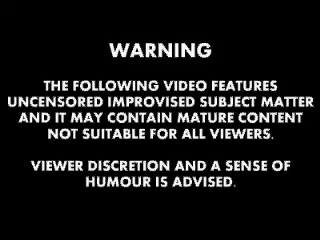 WARNING
THE FOLLOWING VIDEO FEATURES
UNCENSORED IMPROVISED SUBJECT MATTER
AND IT MAY CONTAIN MATURE CONTENT
NOT SUITABLE FOR ALL VIEWERS.
VIEWER DISCRETION AND A SENSE OF
HUMOUR IS ADVISED.